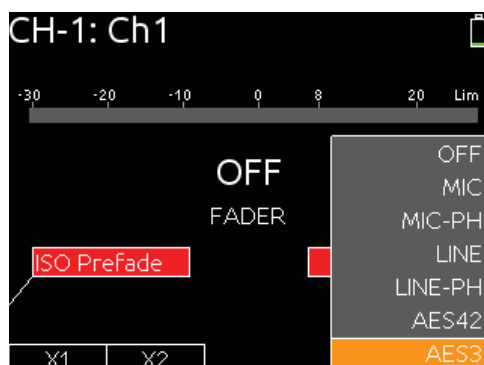 CH-1: Ch1
-30 -20 -10 0 8 20 Lim
OFF
FADER
ISO Prefade
X1 X2
OFF
MIC
MIC-PH
LINE
LINE-PH
AES42
AES3